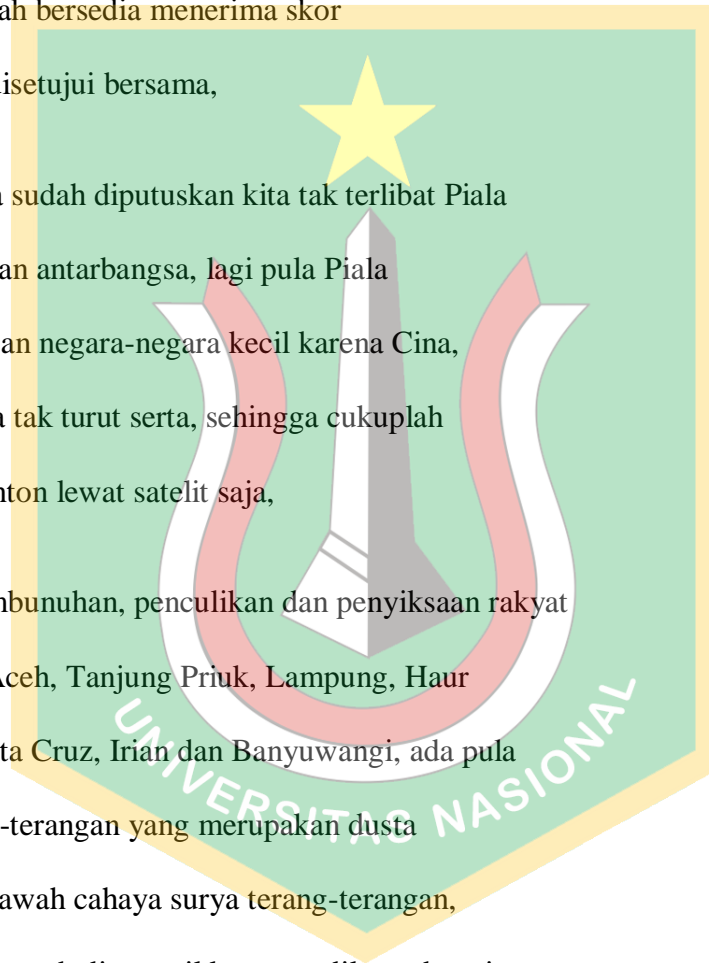 ah bersedia menerima skor
isetujui bersama,
sudah diputuskan kita tak terlibat Piala
an antarbangsa, lagi pula Piala
an negara-negara kecil karena Cina,
a tak turut serta, sehingga cukuplah
nton lewat satelit saja,
nbunuhan, penculikan dan penyiksaan rakyat
Aceh, Tanjung Priuk, Lampung, Haur
ta Cruz, Irian dan Banyuwangi, ada pula
-terangan yang merupakan dusta
awah cahaya surya terang-terangan,
UNIVERSITAS NASIONAL